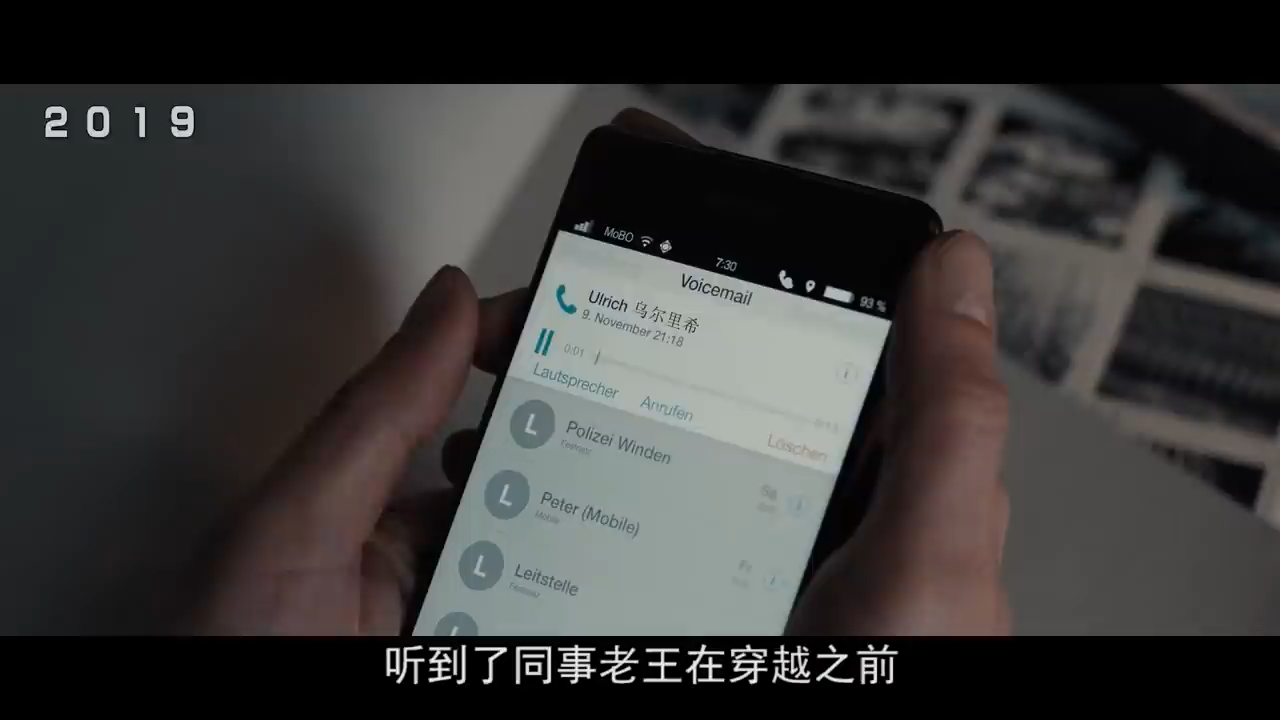 2019
MoBO
7:30
93 %
Voicemail
Ulrich 乌尔里希
9. November 21:18
0:01
Lautsprecher
Anrufen
Löschen
L
Polizei Winden
L
Peter (Mobile)
Mobile
L
Leitstelle
听到了同事老王在穿越之前